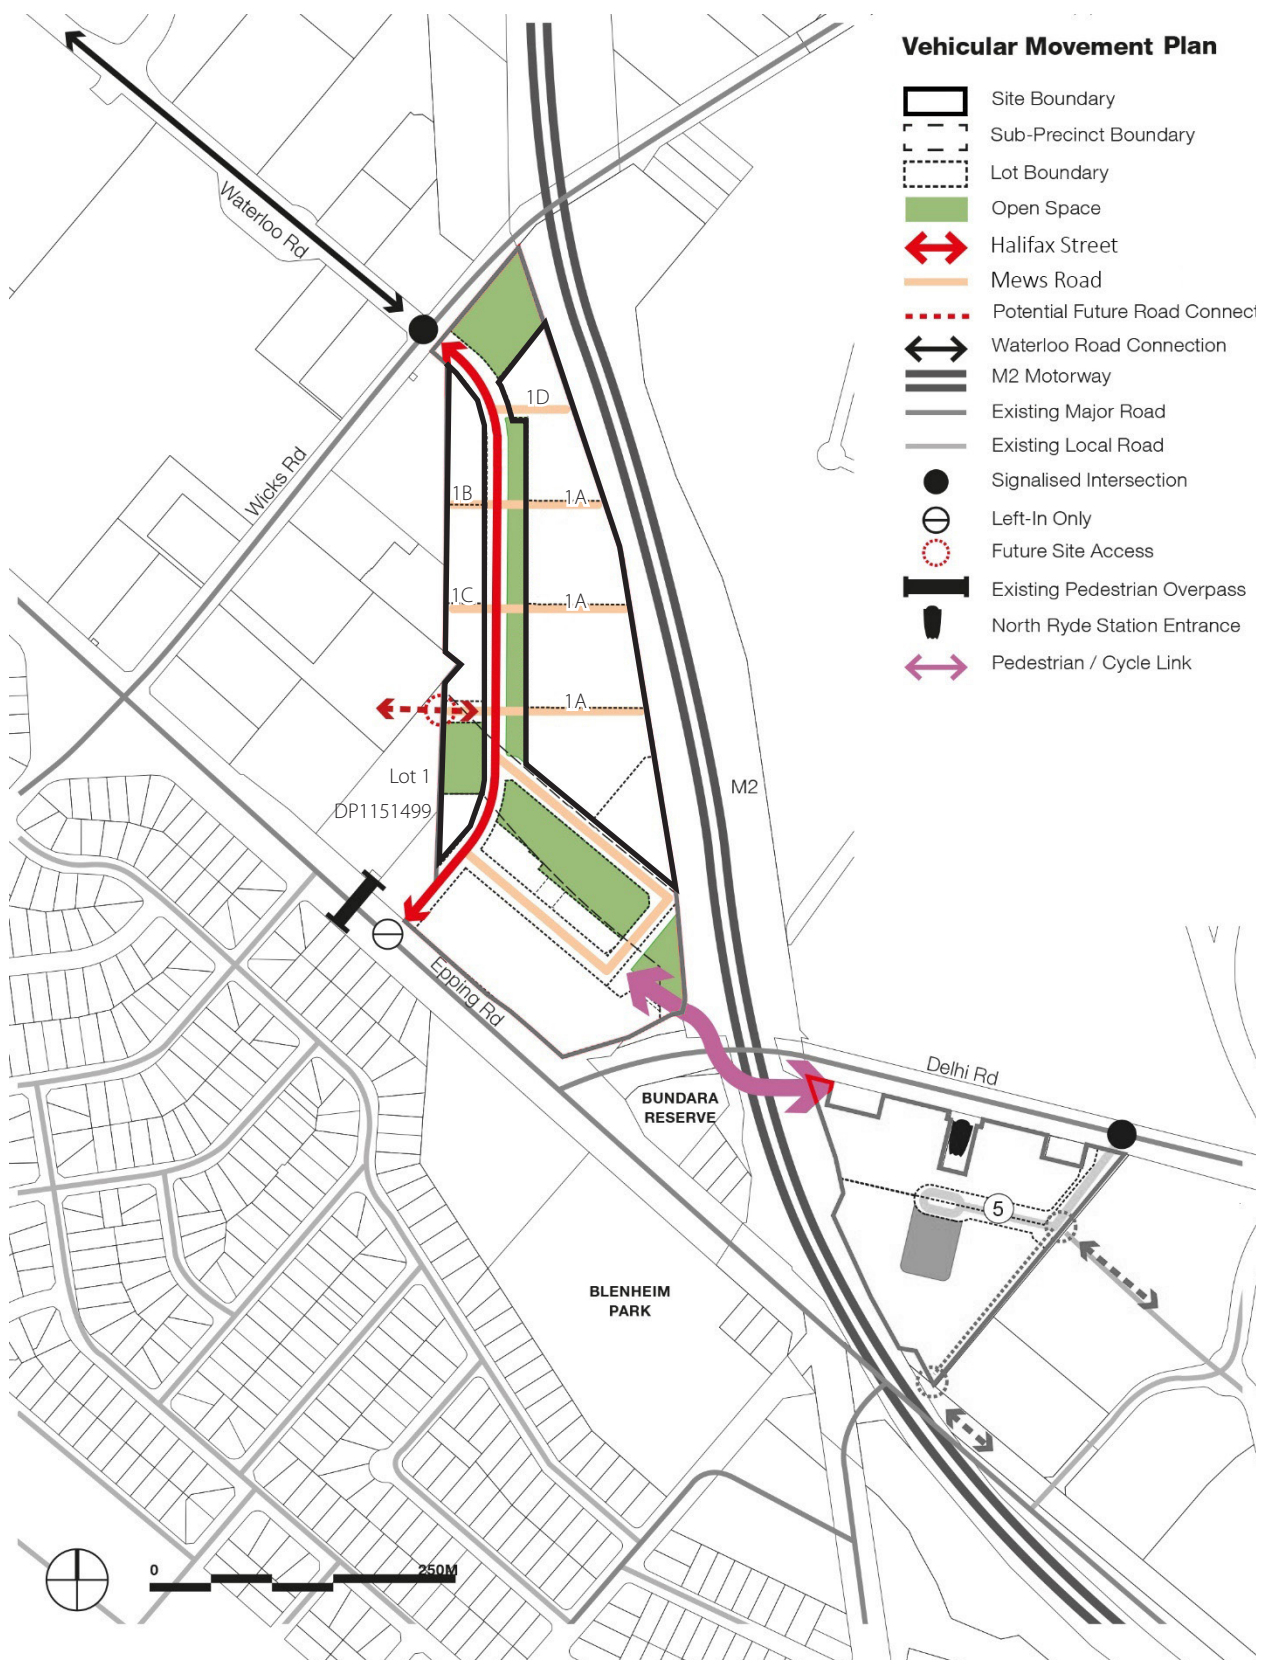 Vehicular Movement Plan
Site Boundary
Sub-Precinct Boundary
Lot Boundary
Open Space
Halifax Street
Mews Road
Potential Future Road Connect
Waterloo Road Connection
M2 Motorway
Existing Major Road
Existing Local Road
Signalised Intersection
Left-In Only
Future Site Access
Existing Pedestrian Overpass
North Ryde Station Entrance
Pedestrian / Cycle Link
Waterloo Rd
Wicks Rd
1D
1B
1A
1C
1A
1A
Lot 1
DP1151499
M2
Epping Rd
Delhi Rd
BUNDARA
RESERVE
5
BLENHEIM
PARK
0
250M